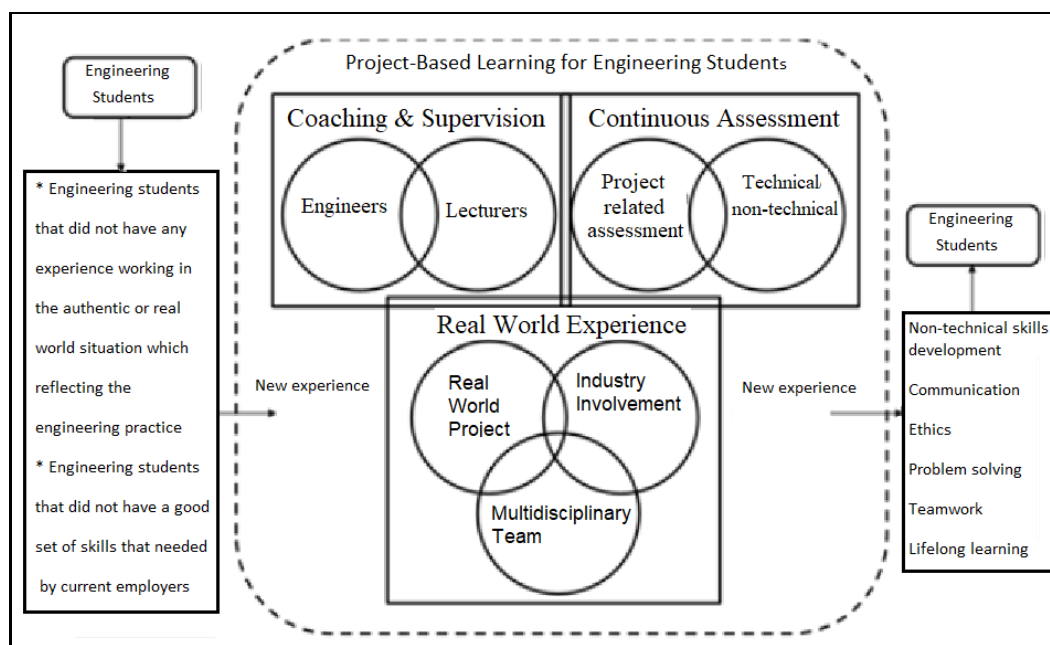 Project-Based Learning for Engineering Students
Engineering
Students
* Engineering students
that did not have any
experience working in
the authentic or real
world situation which
reflecting the
engineering practice
* Engineering students
that did not have a good
set of skills that needed
by current employers
New experience
Coaching & Supervision
Engineers
Lecturers
Continuous Assessment
Project
related
assessment
Technical/
non-technical
Real World Experience
Real
World
Project
Industry
Involvement
Multidisciplinary
Team
New experience
Engineering
Students
Non-technical skills
development
Communication
Ethics
Problem solving
Teamwork
Lifelong learning